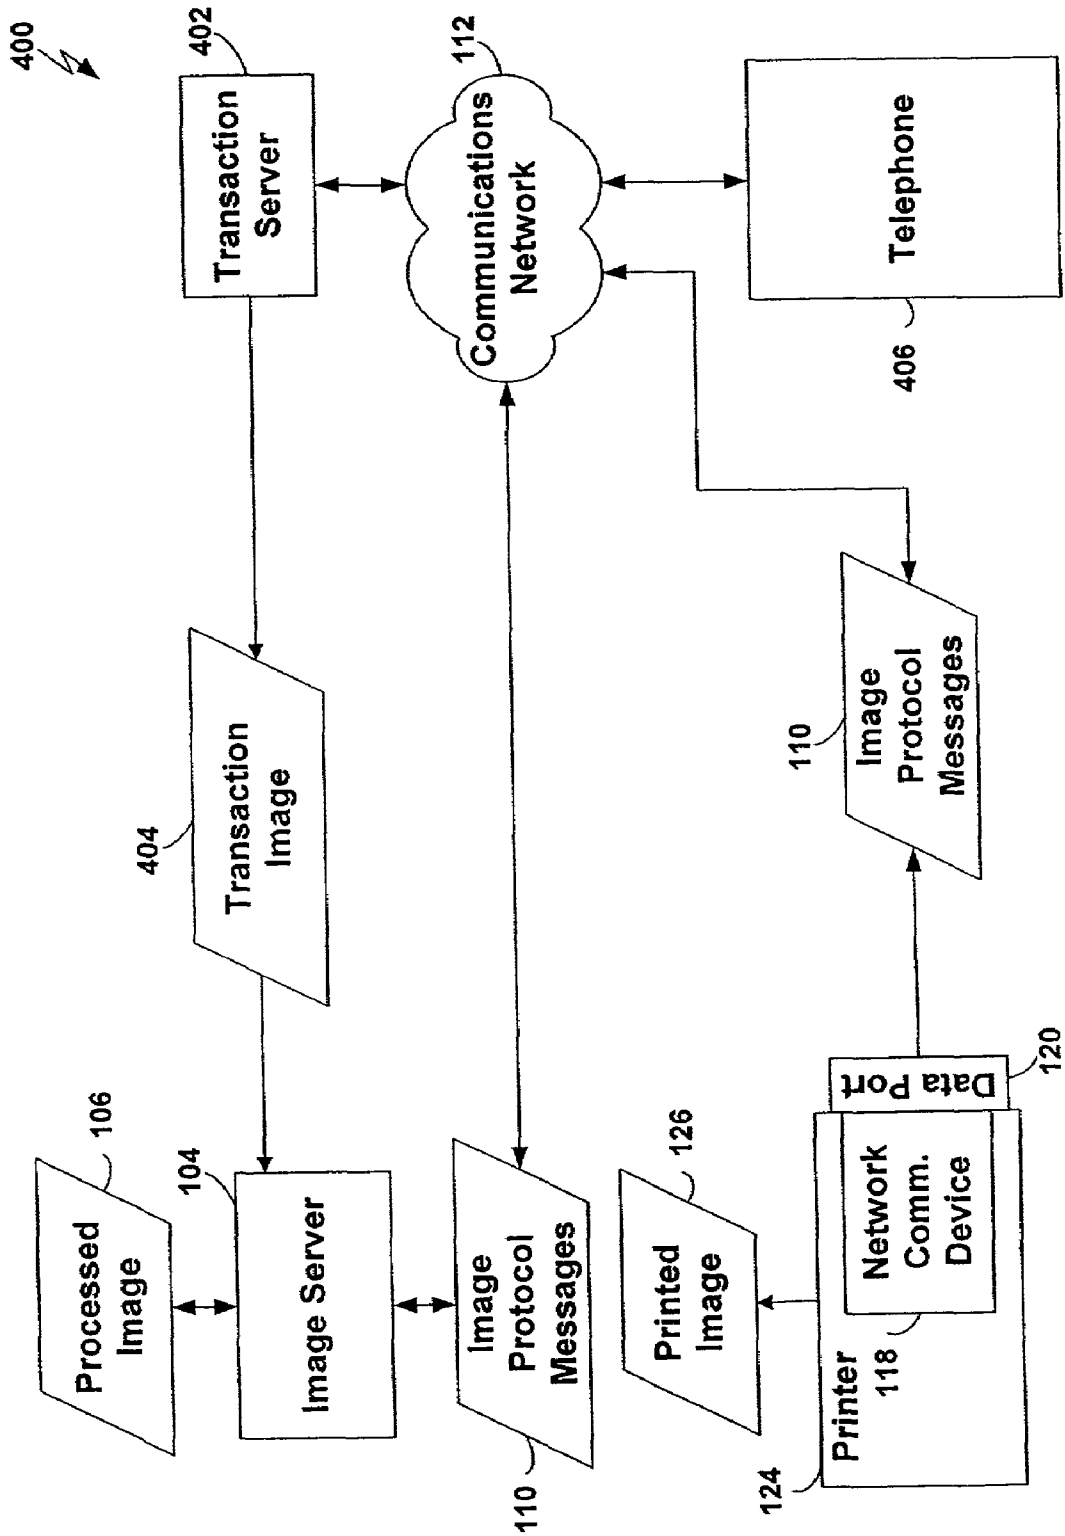 400
106
Processed
Image
104
Image Server
110
Image
Protocol
Messages
404
Transaction
Image
402
Transaction
Server
112
Communications
Network
126
Printed
Image
124
Printer
118
Network
Comm.
Device
Data Port
120
110
Image
Protocol
Messages
406
Telephone